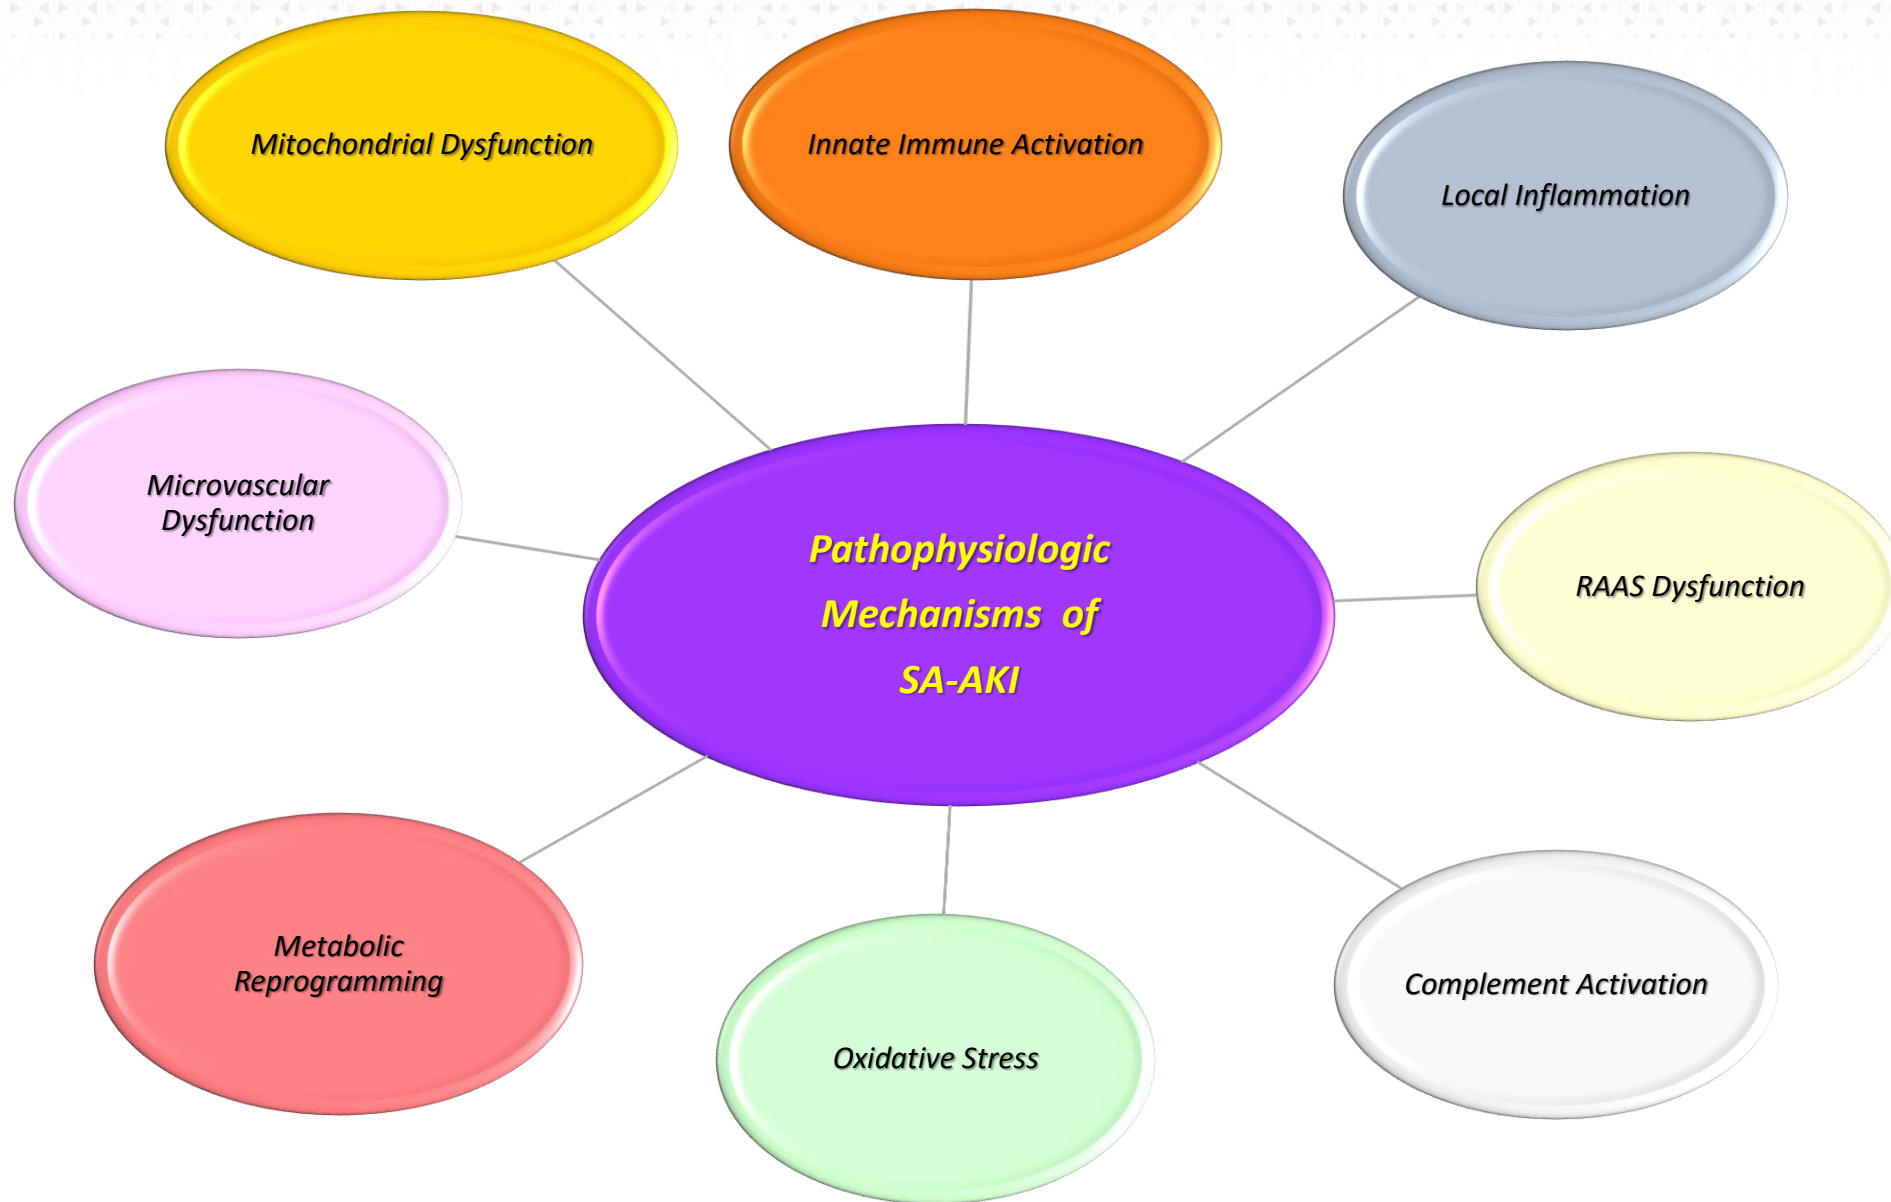 Mitochondrial Dysfunction
Innate Immune Activation
Local Inflammation
Microvascular
Dysfunction
Pathophysiologic
Mechanisms of
SA-AKI
RAAS Dysfunction
Metabolic
Reprogramming
Oxidative Stress
Complement Activation